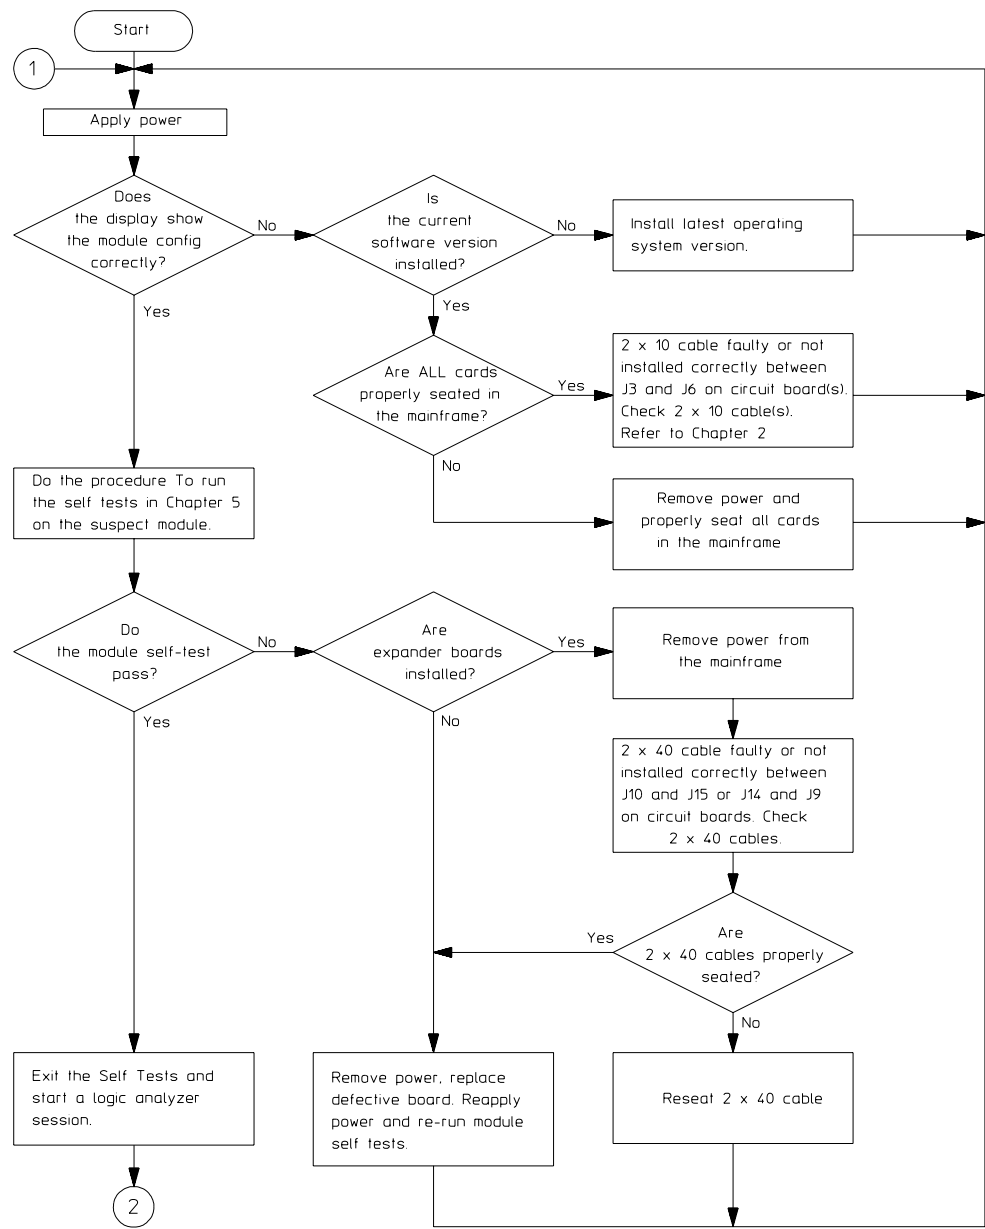 Start
1
Apply power
Does
the display show
the module config
correctly?
No
Yes
Is
the current
software version
installed?
No
Yes
Install latest operating
system version.
Are ALL cards
properly seated in
the mainframe?
Yes
No
2 x 10 cable faulty or not
installed correctly between
J3 and J6 on circuit board(s).
Check 2 x 10 cable(s).
Refer to Chapter 2
Remove power and
properly seat all cards
in the mainframe
Do the procedure To run
the self tests in Chapter 5
on the suspect module.
Do
the module self-test
pass?
No
Yes
Are
expander boards
installed?
Yes
No
Remove power from
the mainframe
2 x 40 cable faulty or not
installed correctly between
J10 and J15 or J14 and J9
on circuit boards. Check
2 x 40 cables.
Are
2 x 40 cables properly
seated?
Yes
No
Exit the Self Tests and
start a logic analyzer
session.
Remove power, replace
defective board. Reapply
power and re-run module
self tests.
Reseat 2 x 40 cable
2